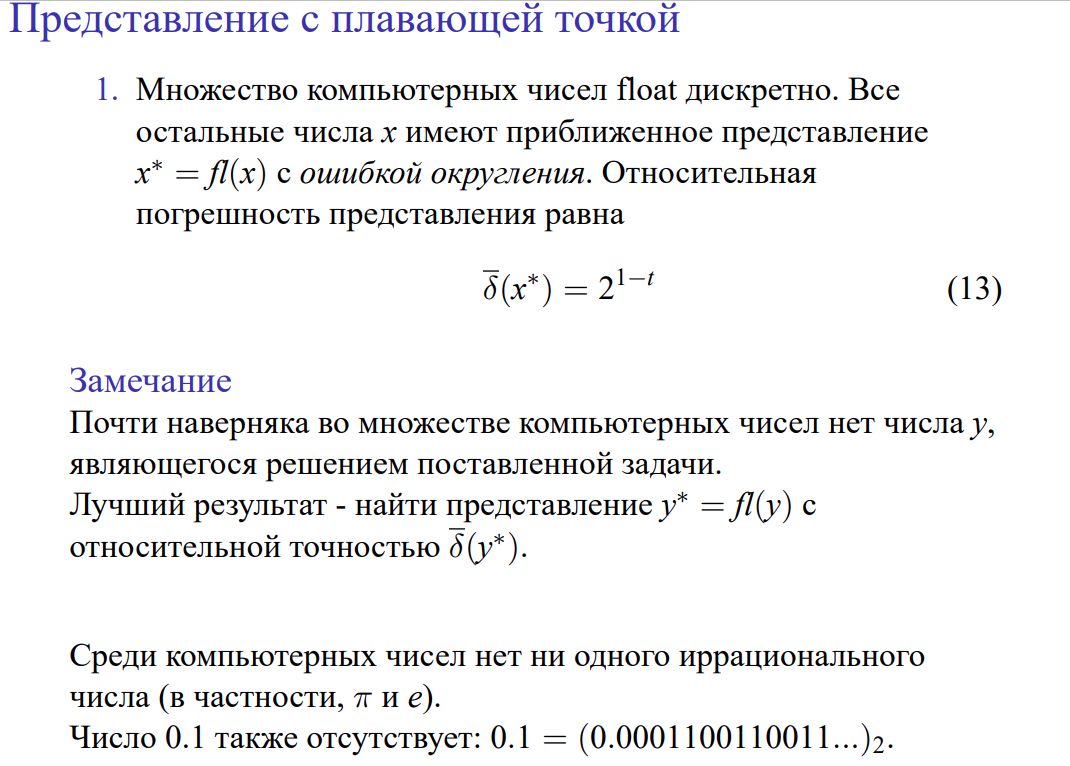 Представление с плавающей точкой
1. Множество компьютерных чисел float дискретно. Все
остальные числа x имеют приближенное представление
x* = fl(x) с ошибкой округления. Относительная
погрешность представления равна
δ̅(x*) = 2^{1−t} (13)
Замечание
Почти наверняка во множестве компьютерных чисел нет числа y,
являющегося решением поставленной задачи.
Лучший результат - найти представление y* = fl(y) с
относительной точностью δ̅(y*).
Среди компьютерных чисел нет ни одного иррационального
числа (в частности, π и e).
Число 0.1 также отсутствует: 0.1 = (0.0001100110011...)₂.